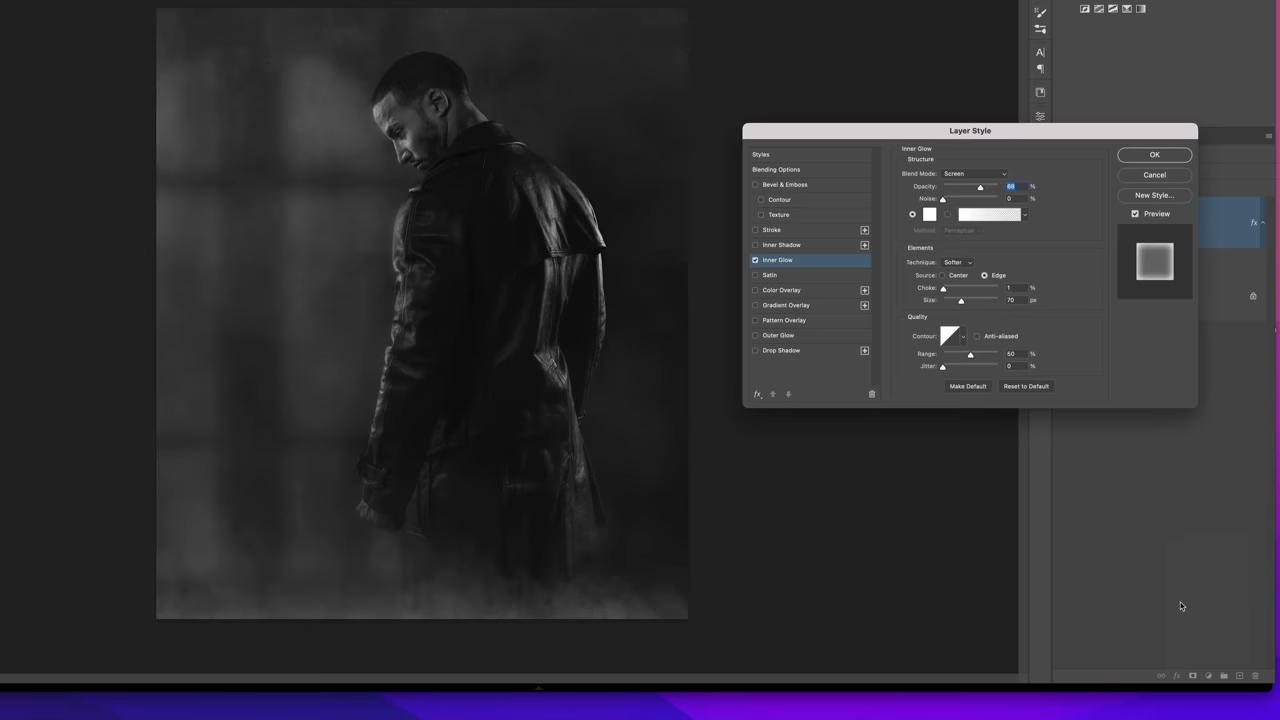 A|
Layer Style
Styles
Blending Options
Bevel & Emboss
Contour
Texture
Stroke
Inner Shadow
Inner Glow
Satin
Color Overlay
Gradient Overlay
Pattern Overlay
Outer Glow
Drop Shadow
fx
Inner Glow
Structure
Blend Mode: Screen
Opacity: 68 %
Noise: 0 %
Method: Perceptual
Elements
Technique: Softer
Source: Center Edge
Choke: 1 %
Size: 70 px
Quality
Contour: Anti-aliased
Range: 50 %
Jitter: 0 %
Make Default Reset to Default
OK
Cancel
New Style...
Preview
fx
fx